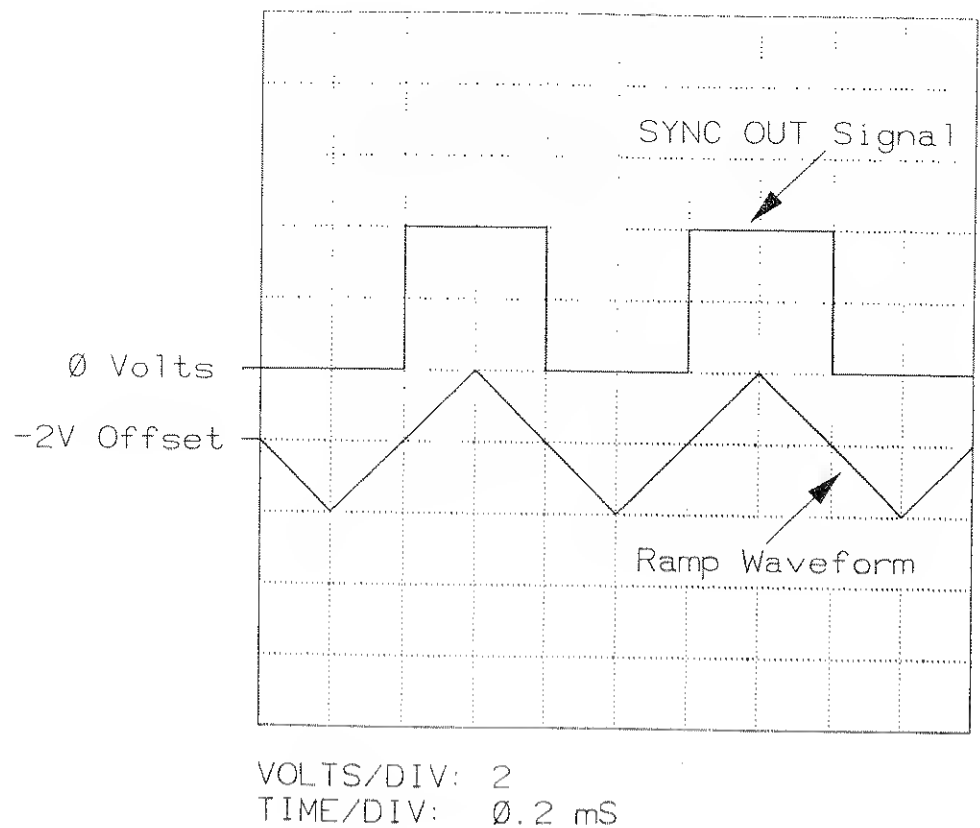 SYNC OUT Signal
Ø Volts
-2V Offset
Ramp Waveform
VOLTS/DIV: 2
TIME/DIV: Ø.2 mS